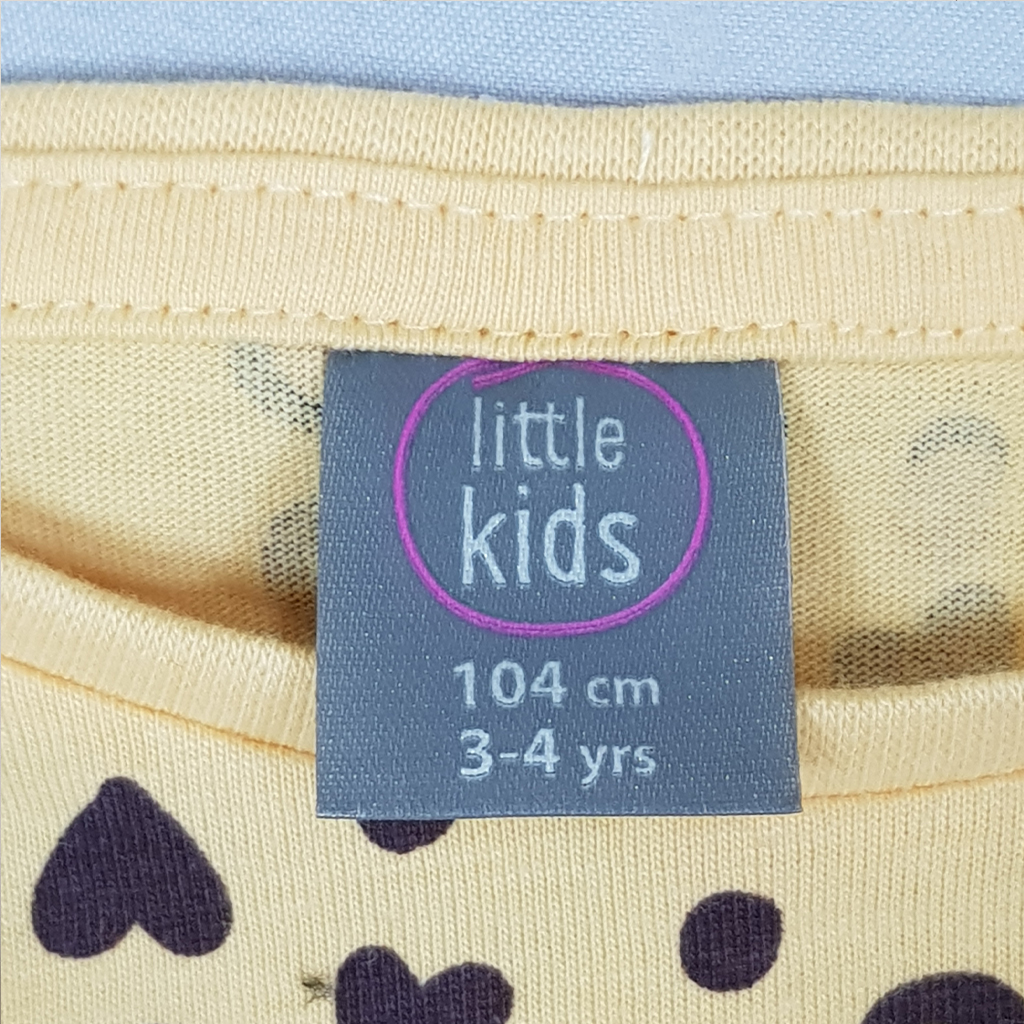 little
kids
104 cm
3-4 yrs